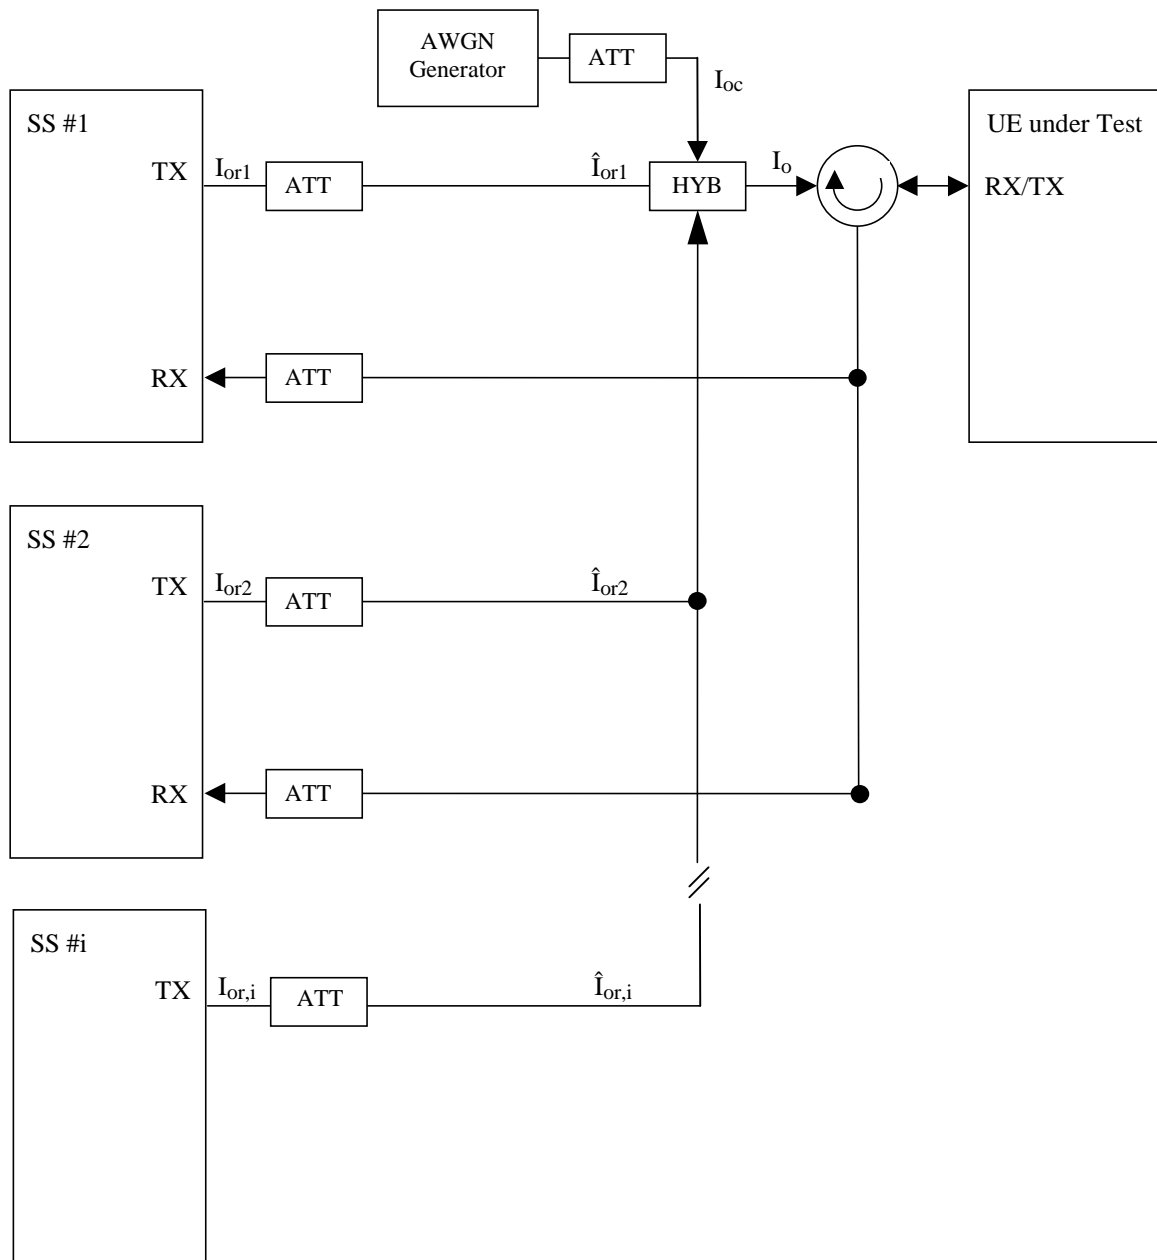 AWGN
Generator
ATT
I_oc
SS #1
UE under Test
TX
I_or1
ATT
Î_or1
HYB
I_o
RX/TX
RX
ATT
SS #2
TX
I_or2
ATT
Î_or2
RX
ATT
SS #i
TX
I_or,i
ATT
Î_or,i